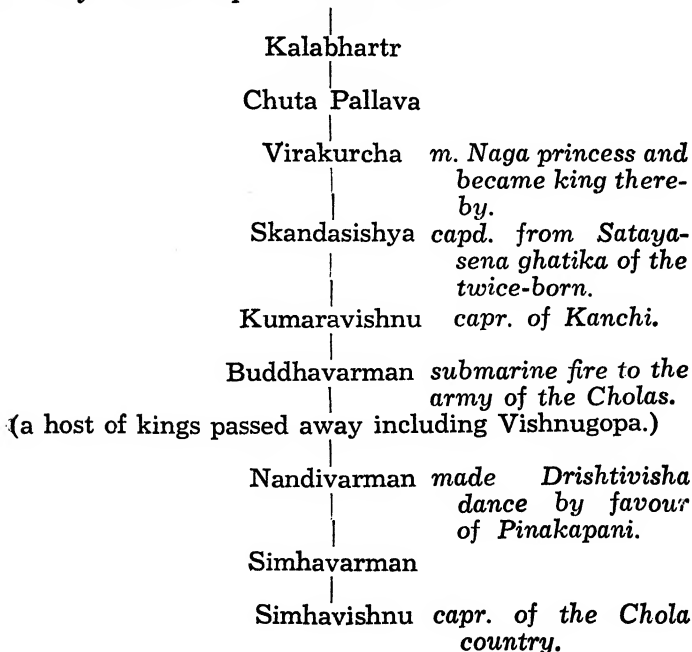 Kalabhartr
Chuta Pallava
Virakurcha m. Naga princess and
became king there-
by.
Skandasishya capd. from Sataya-
sena ghatika of the
twice-born.
Kumaravishnu capr. of Kanchi.
Buddhavarman submarine fire to the
army of the Cholas.
(a host of kings passed away including Vishnugopa.)
Nandivarman made Drishtivisha
dance by favour
of Pinakapani.
Simhavarman
Simhavishnu capr. of the Chola
country.